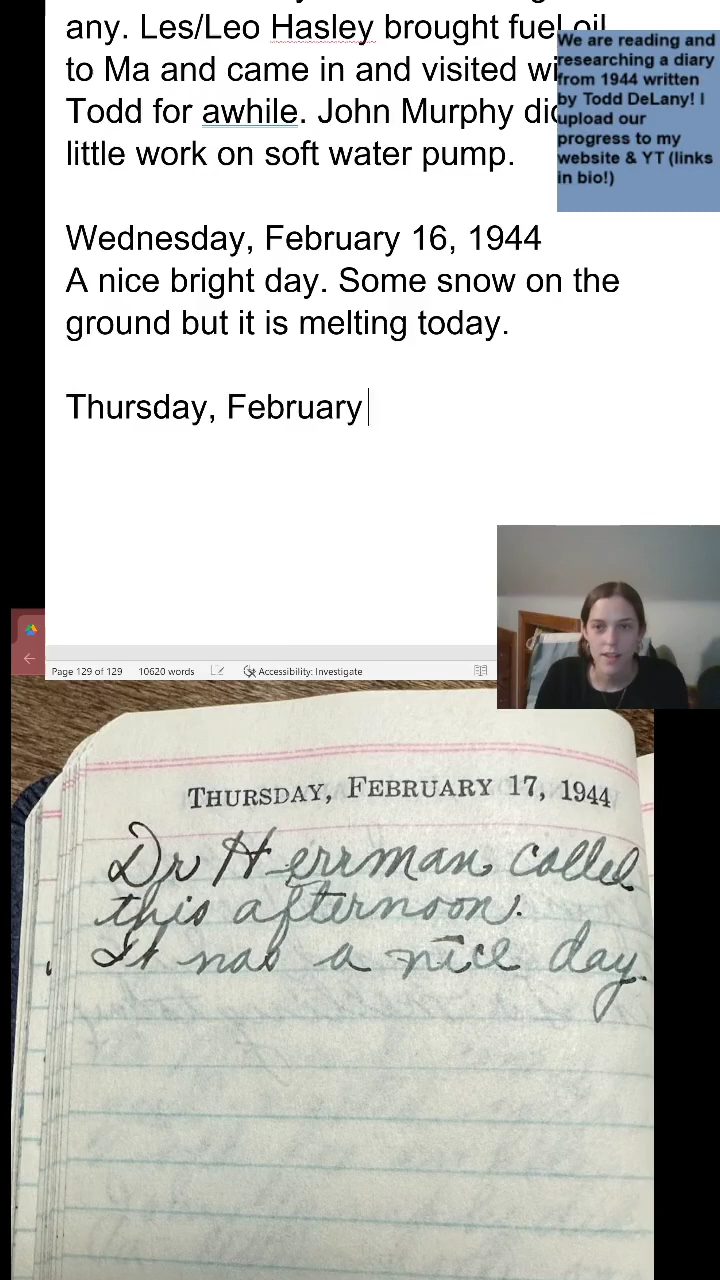 any. Les/Leo Hasley brought fuel oil
to Ma and came in and visited wi
Todd for awhile. John Murphy did
little work on soft water pump.
We are reading and
researching a diary
from 1944 written
by Todd DeLany! I
upload our
progress to my
website & YT (links
in bio!)
Wednesday, February 16, 1944
A nice bright day. Some snow on the
ground but it is melting today.
Thursday, February
Page 129 of 129 10620 words Accessibility: Investigate
THURSDAY, FEBRUARY 17, 1944
Dr Herrman called
this afternoon.
It was a nice day.